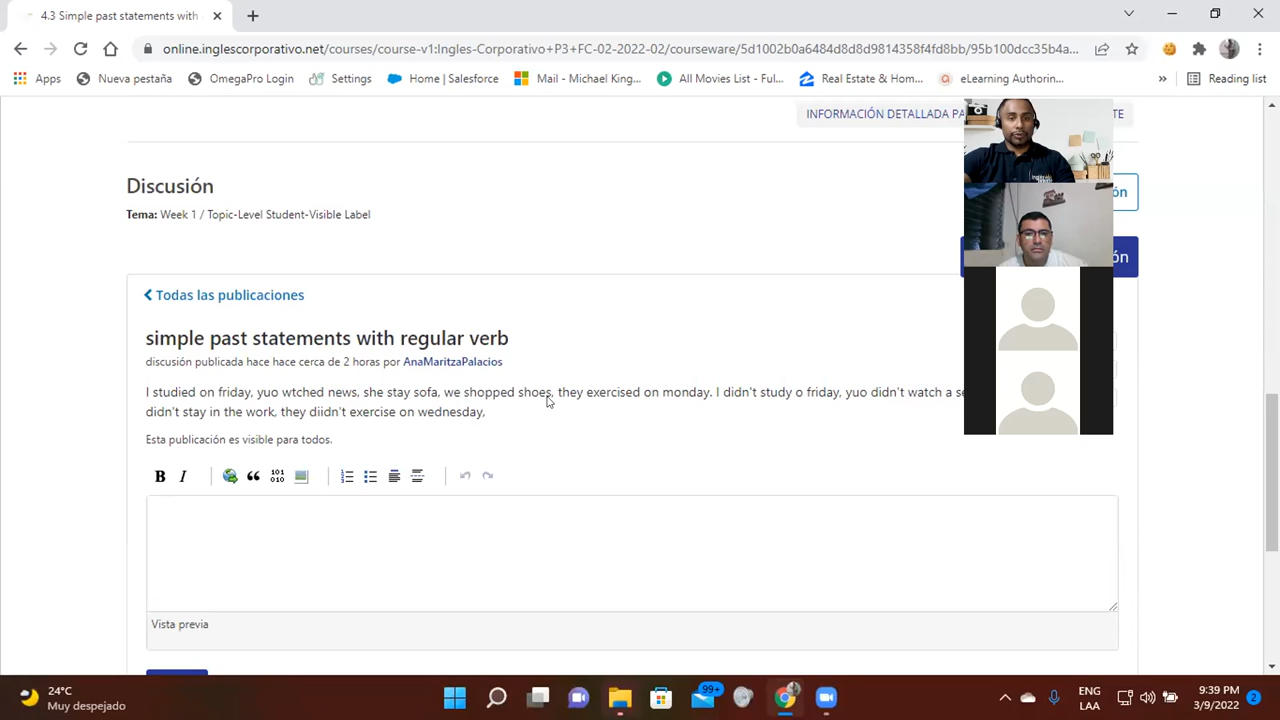 4.3 Simple past statements with
online.inglescorporativo.net/courses/course-v1:Ingles-Corporativo+P3+FC-02-2022-02/courseware/5d1002b0a6484d8d8d9814358f4fd8bb/95b100dcc35b4a...
Apps Nueva pestaña OmegaPro Login Settings Home | Salesforce Mail - Michael King... All Movies List - Ful... Real Estate & Hom... eLearning Authorin... » Reading list
INFORMACIÓN DETALLADA PA TE
Discusión
ón
Tema: Week 1 / Topic-Level Student-Visible Label
ón
Todas las publicaciones
simple past statements with regular verb
discusión publicada hace hace cerca de 2 horas por AnaMaritzaPalacios
I studied on friday, yuo wtched news, she stay sofa, we shopped shoes, they exercised on monday. I didn't study o friday, yuo didn't watch a se
didn't stay in the work, they diidn't exercise on wednesday,
Esta publicación es visible para todos.
B I
101
010
Vista previa
24°C
Muy despejado
99+
ENG
LAA
9:39 PM
3/9/2022
2